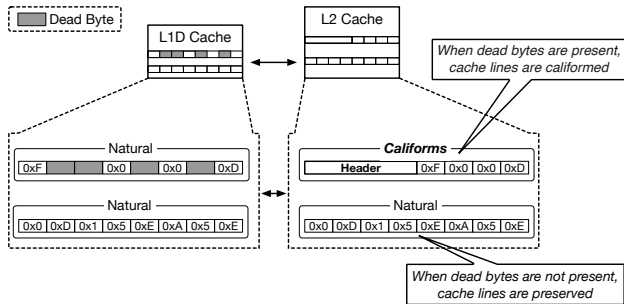 Dead Byte
L1D Cache
L2 Cache
When dead bytes are present,
cache lines are califormed
Natural
0xF 0x0 0x0 0xD
Califorms
Header 0xF 0x0 0x0 0xD
Natural
0x0 0xD 0x1 0x5 0xE 0xA 0x5 0xE
Natural
0x0 0xD 0x1 0x5 0xE 0xA 0x5 0xE
When dead bytes are not present,
cache lines are preserved